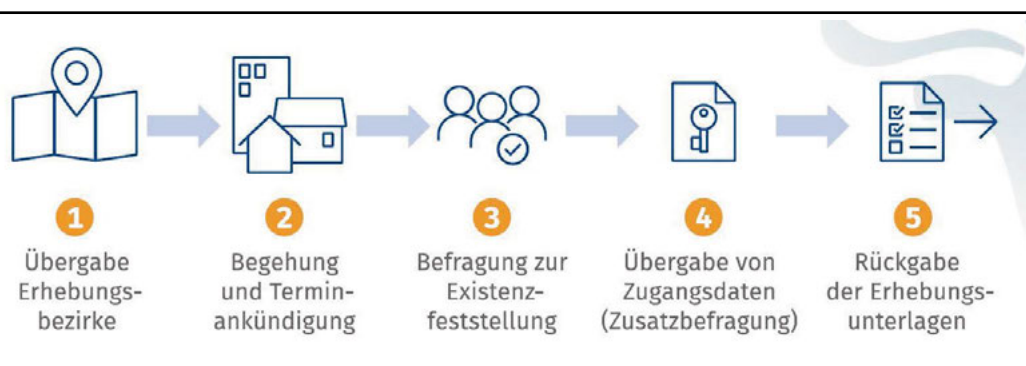 1
Übergabe
Erhebungs-
bezirke
2
Begehung
und Termin-
ankündigung
3
Befragung zur
Existenz-
feststellung
4
Übergabe von
Zugangsdaten
(Zusatzbefragung)
5
Rückgabe
der Erhebungs-
unterlagen